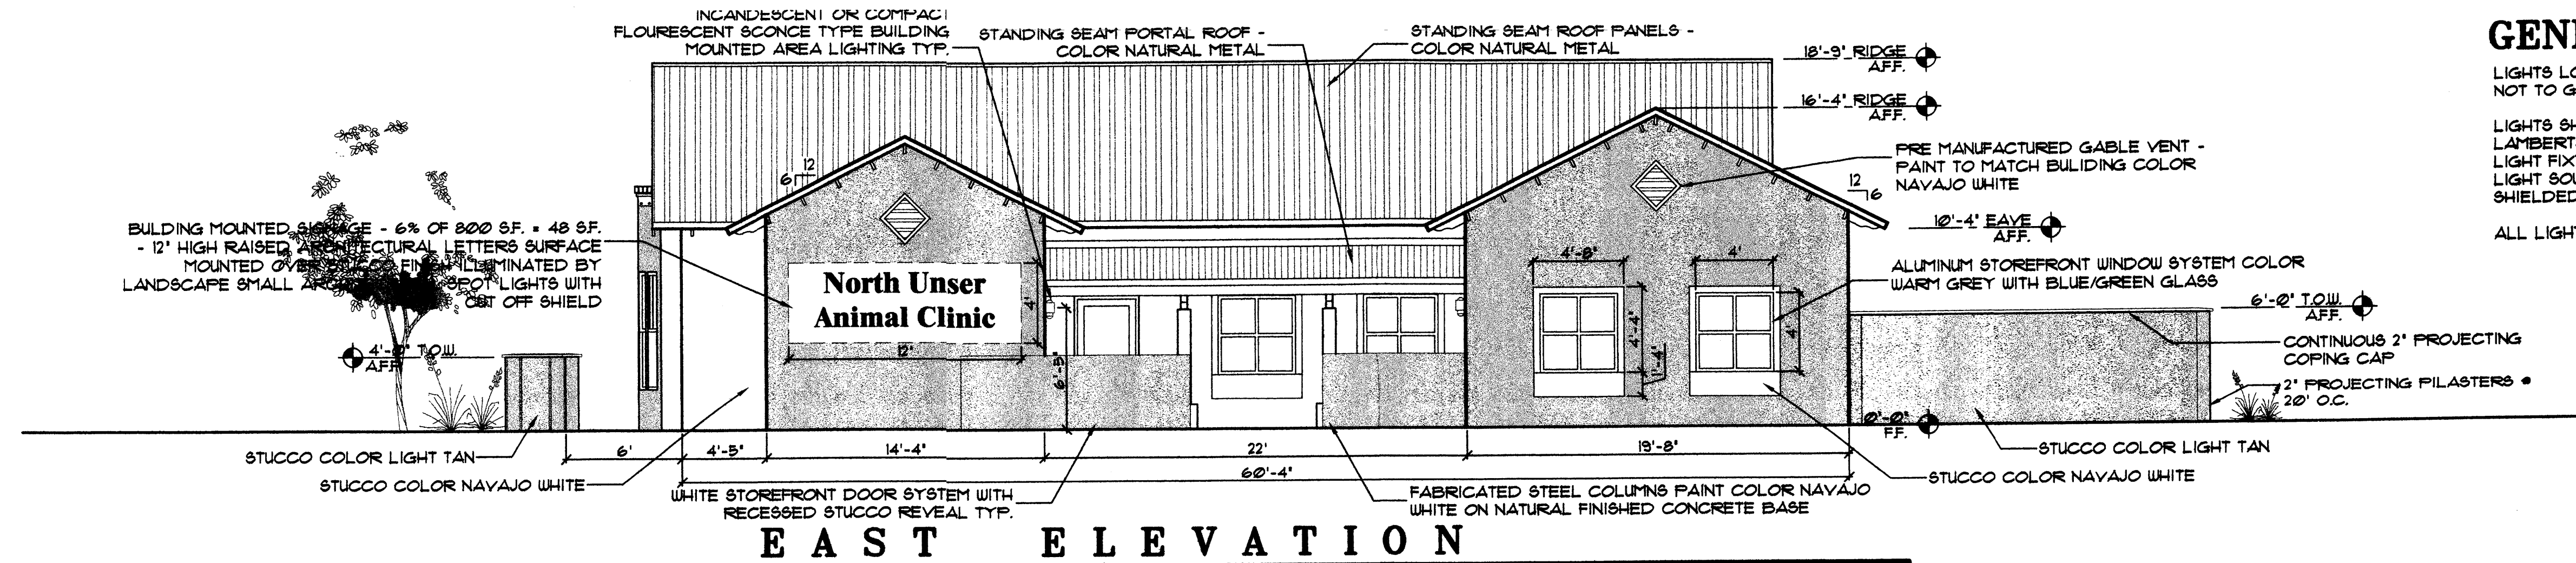 INCANDESCENT OR COMPACT
FLOURESCENT SCONCE TYPE BUILDING
MOUNTED AREA LIGHTING TYP.
STANDING SEAM PORTAL ROOF -
COLOR NATURAL METAL
STANDING SEAM ROOF PANELS -
COLOR NATURAL METAL
18'-9" RIDGE
A.F.F.
16'-4" RIDGE
A.F.F.
GEN
LIGHTS LO
NOT TO G
LIGHTS SH
LAMBERT
LIGHT FIX
LIGHT SOU
SHIELDED
ALL LIGH
PRE MANUFACTURED GABLE VENT -
PAINT TO MATCH BULIDING COLOR
NAVAJO WHITE
12
6
12
6
10'-4" EAVE
A.F.F.
BULDING MOUNTED SIGNAGE - 6% OF 800 S.F. = 48 S.F.
- 12" HIGH RAISED ARCHITECTURAL LETTERS SURFACE
MOUNTED OVER STUCCO FINISH ILLUMINATED BY
LANDSCAPE SMALL SPOT LIGHTS WITH
CUT OFF SHIELD
North Unser
Animal Clinic
4'
12'
6'-5"
4'-8"
4'
4'-4"
1'-4"
4'
ALUMINUM STOREFRONT WINDOW SYSTEM COLOR
WARM GREY WITH BLUE/GREEN GLASS
6'-0" T.O.W.
A.F.F.
CONTINUOUS 2" PROJECTING
COPING CAP
2" PROJECTING PILASTERS
20' O.C.
4'-0" T.O.W.
A.F.F.
0'-0"
F.F.
STUCCO COLOR LIGHT TAN
6'
4'-5"
14'-4"
22'
19'-8"
STUCCO COLOR LIGHT TAN
60'-4"
STUCCO COLOR NAVAJO WHITE
STUCCO COLOR NAVAJO WHITE
WHITE STOREFRONT DOOR SYSTEM WITH
RECESSED STUCCO REVEAL TYP.
FABRICATED STEEL COLUMNS PAINT COLOR NAVAJO
WHITE ON NATURAL FINISHED CONCRETE BASE
EAST ELEVATION